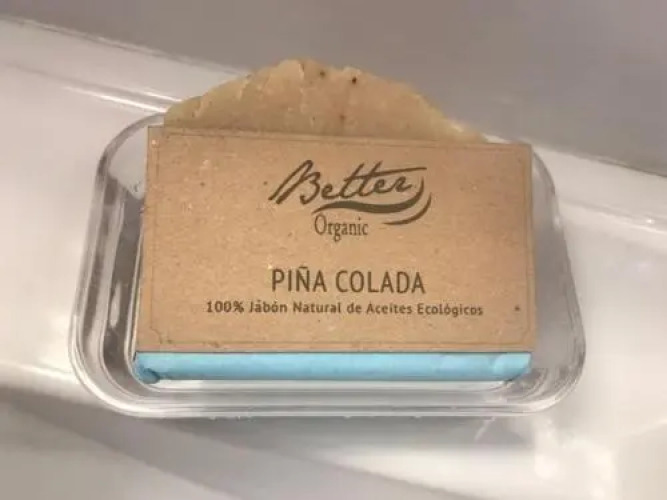 Better
Organic
PIÑA COLADA
100% Jabón Natural de Aceites Ecológicos